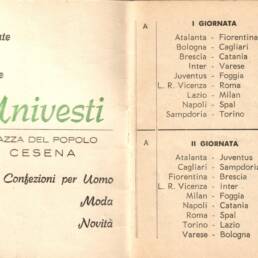 Univesti
PIAZZA DEL POPOLO
CESENA
Confezioni per Uomo
Moda
Novità
A
I GIORNATA
Atalanta - Fiorentina
Bologna - Cagliari
Brescia - Catania
Inter - Varese
Juventus - Foggia
L. R. Vicenza - Roma
Lazio - Milan
Napoli - Spal
Sampdoria - Torino
A
II GIORNATA
Atalanta - Juventus
Cagliari - Sampdoria
Fiorentina - Brescia
L. R. Vicenza - Inter
Milan - Foggia
Napoli - Catania
Roma - Spal
Torino - Lazio
Varese - Bologna